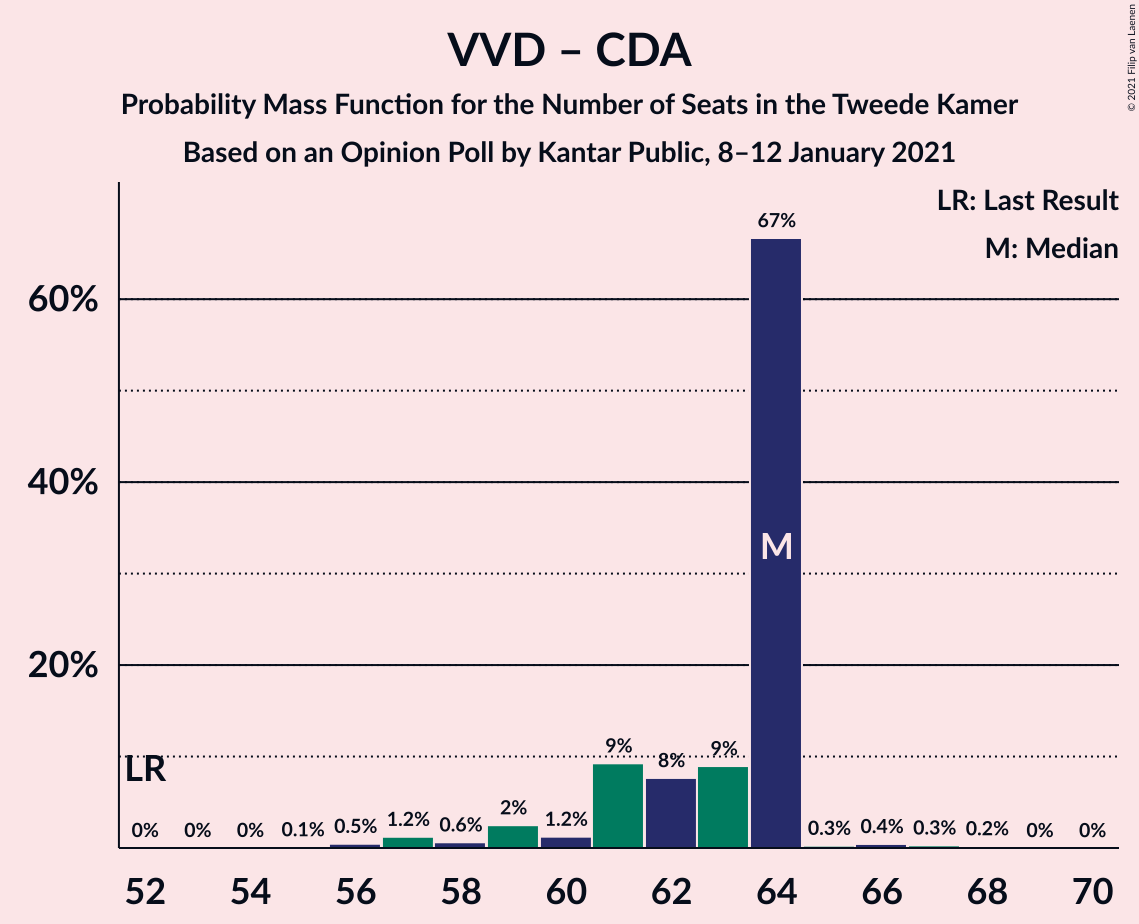 VVD – CDA
Probability Mass Function for the Number of Seats in the Tweede Kamer
Based on an Opinion Poll by Kantar Public, 8–12 January 2021
© 2021 Filip van Laenen
LR: Last Result
M: Median
60%
40%
20%
LR
M
0% 0% 0% 0.1% 0.5% 1.2% 0.6% 2% 1.2% 9% 8% 9% 67% 0.3% 0.4% 0.3% 0.2% 0% 0%
52 54 56 58 60 62 64 66 68 70